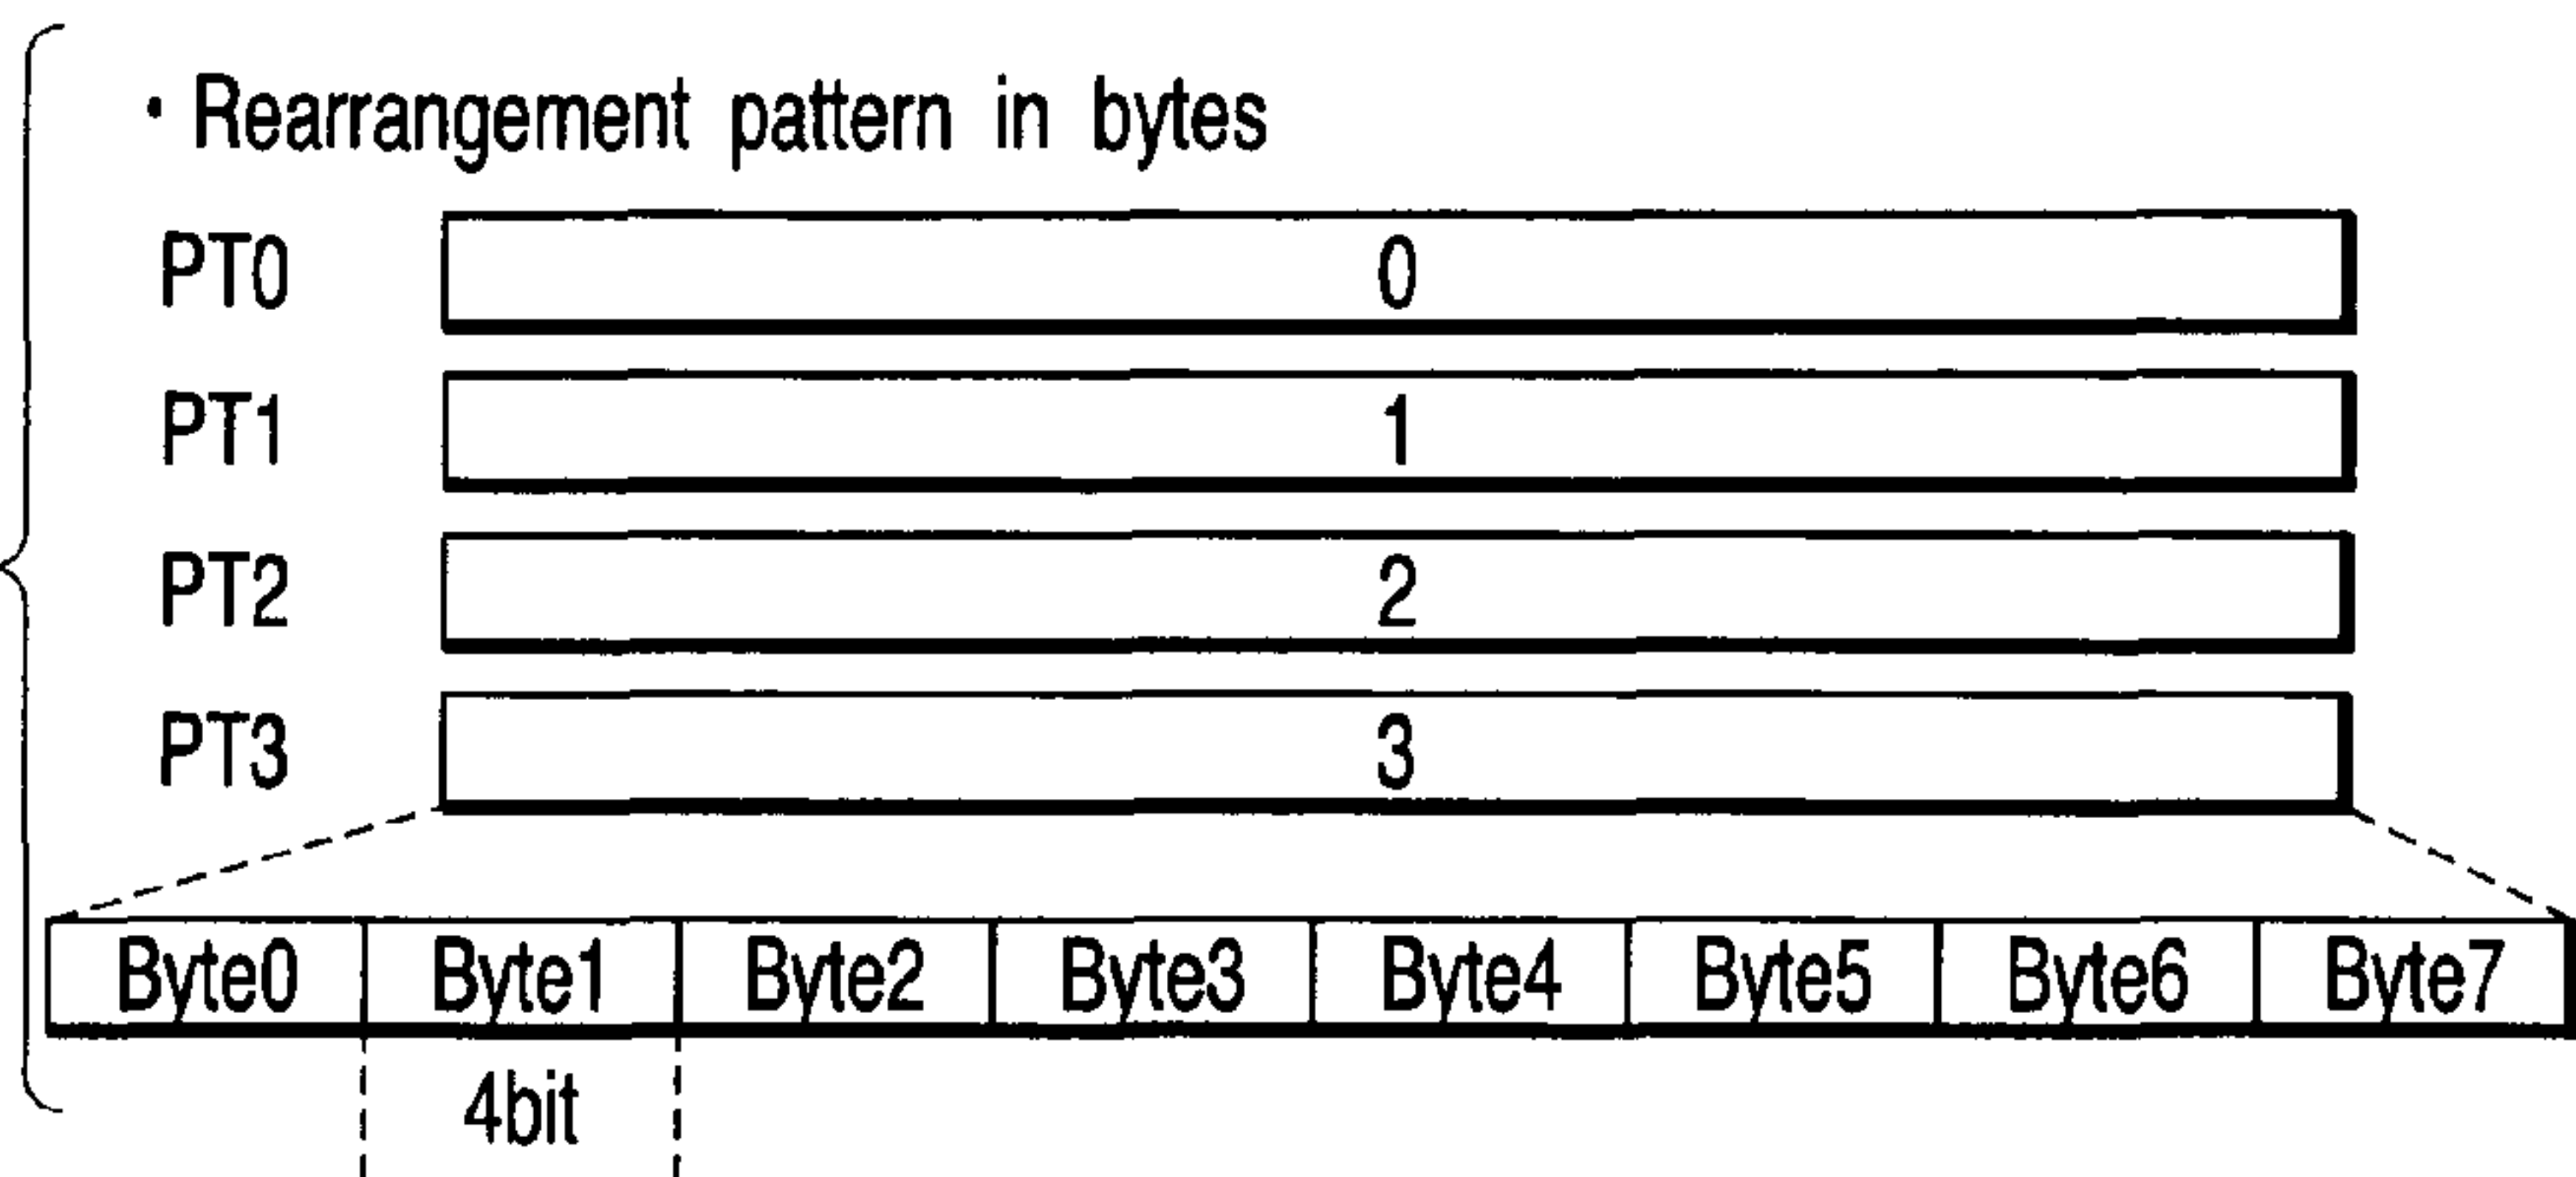 ・Rearrangement pattern in bytes
PT0 0
PT1 1
PT2 2
PT3 3
Byte0 Byte1 Byte2 Byte3 Byte4 Byte5 Byte6 Byte7
4bit